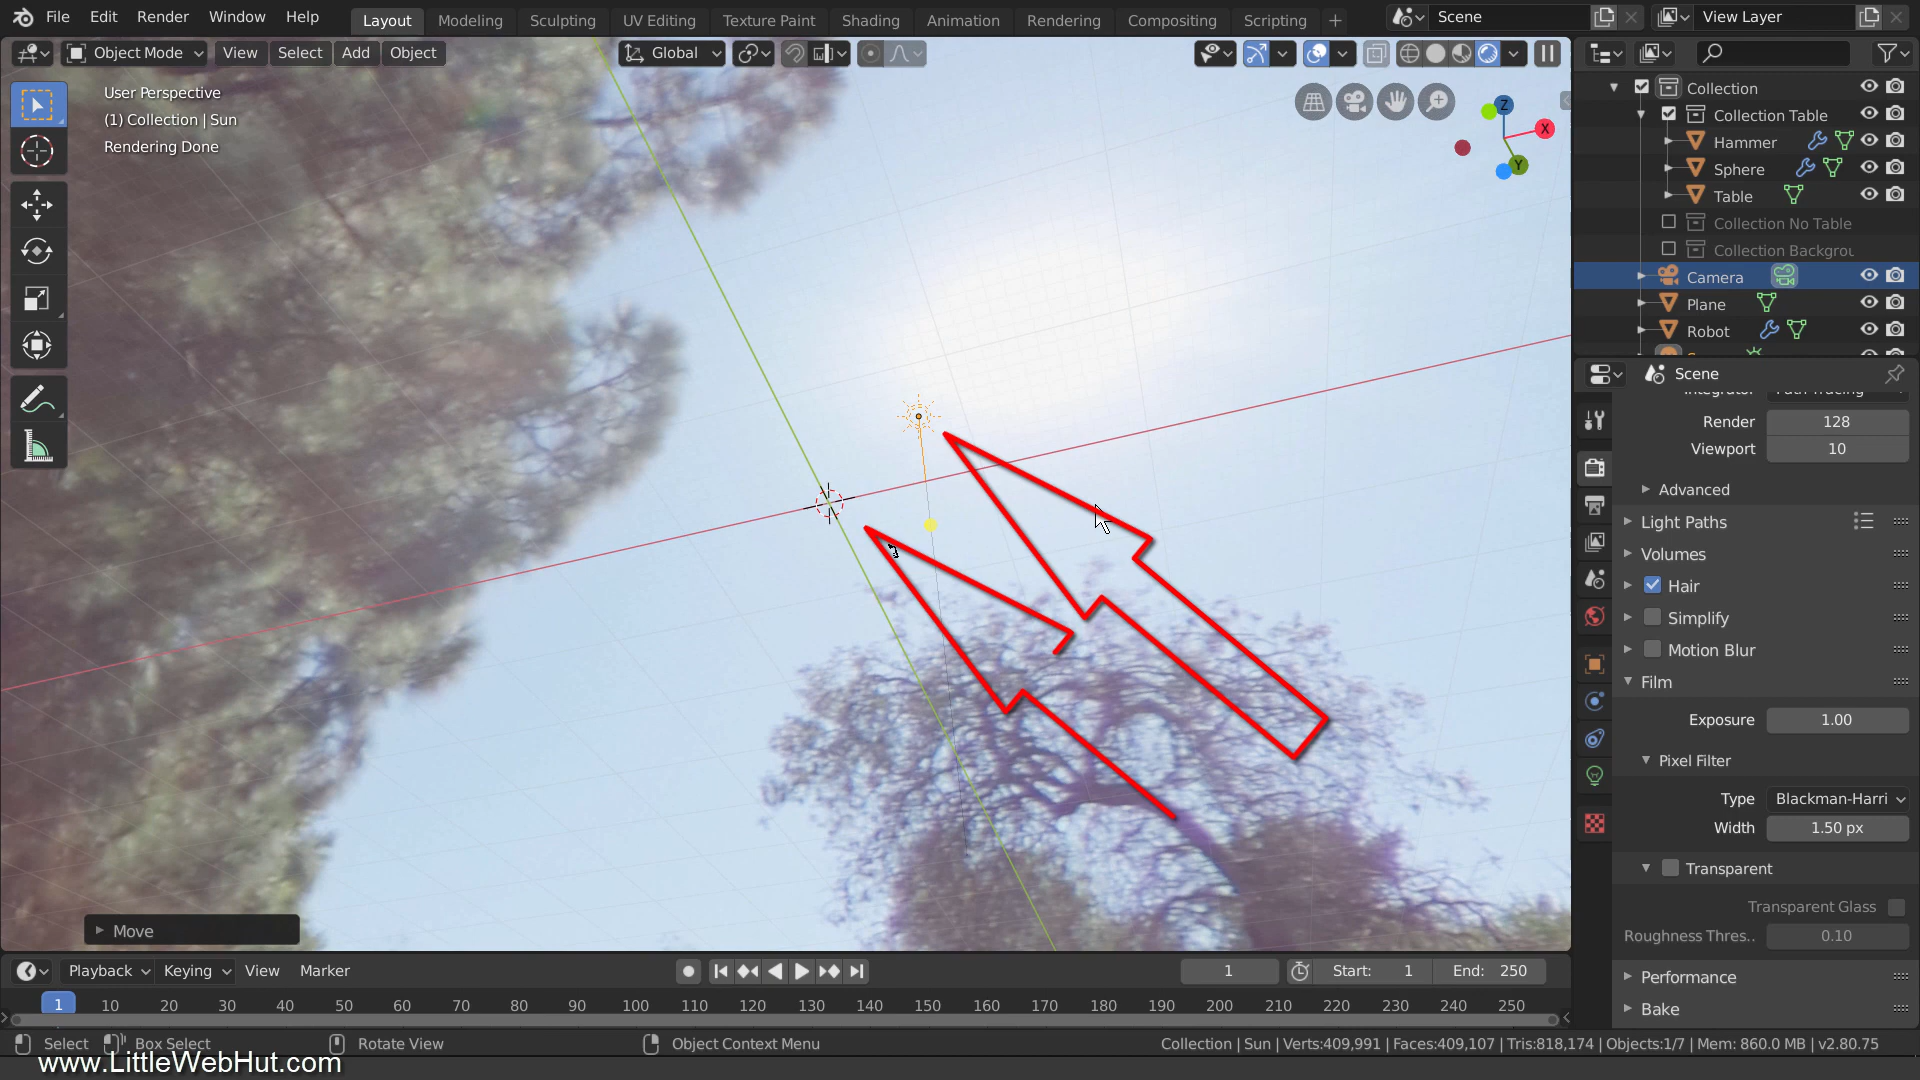 File Edit Render Window Help Layout Modeling Sculpting UV Editing Texture Paint Shading Animation Rendering Compositing Scripting Scene View Layer
Object Mode View Select Add Object Global
User Perspective
(1) Collection | Sun
Rendering Done
Z
X
Y
Collection
Collection Table
Hammer
Sphere
Table
Collection No Table
Collection Backgrou
Camera
Plane
Robot
Scene
Render 128
Viewport 10
Advanced
Light Paths
Volumes
Hair
Simplify
Motion Blur
Film
Exposure 1.00
Pixel Filter
Type Blackman-Harri
Width 1.50 px
Transparent
Transparent Glass
Roughness Thres.. 0.10
Performance
Bake
Move
Playback Keying View Marker 1 Start: 1 End: 250
1 10 20 30 40 50 60 70 80 90 100 110 120 130 140 150 160 170 180 190 200 210 220 230 240 250
Select Box Select Rotate View Object Context Menu Collection | Sun | Verts:409,991 | Faces:409,107 | Tris:818,174 | Objects:1/7 | Mem: 860.0 MB | v2.80.75
www.LittleWebHut.com